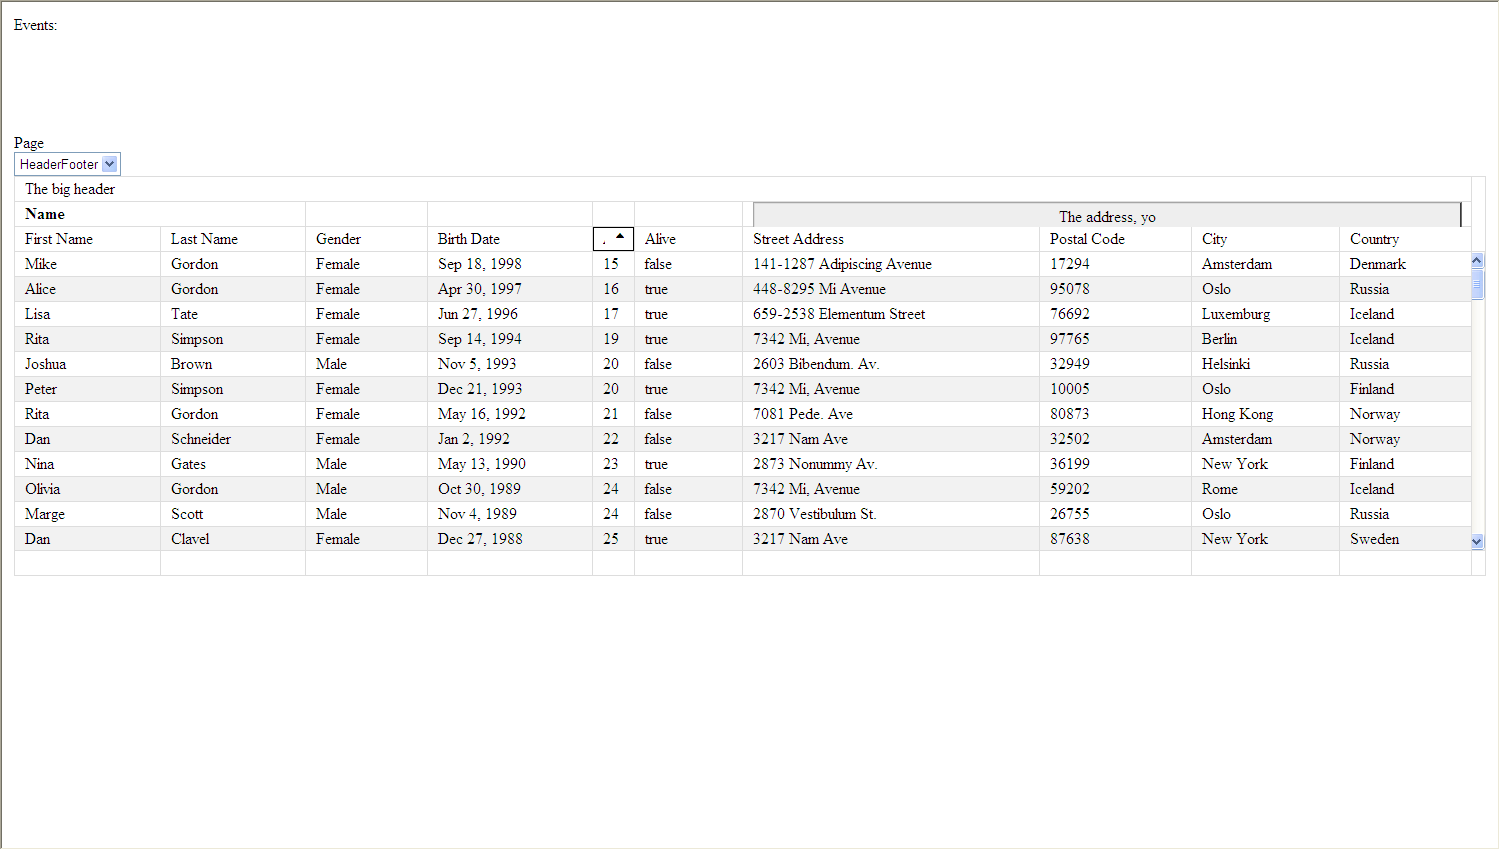 Events:
Page
HeaderFooter
The big header
Name The address, yo
First Name Last Name Gender Birth Date Alive Street Address Postal Code City Country
Mike Gordon Female Sep 18, 1998 15 false 141-1287 Adipiscing Avenue 17294 Amsterdam Denmark
Alice Gordon Female Apr 30, 1997 16 true 448-8295 Mi Avenue 95078 Oslo Russia
Lisa Tate Female Jun 27, 1996 17 true 659-2538 Elementum Street 76692 Luxemburg Iceland
Rita Simpson Female Sep 14, 1994 19 true 7342 Mi, Avenue 97765 Berlin Iceland
Joshua Brown Male Nov 5, 1993 20 false 2603 Bibendum. Av. 32949 Helsinki Russia
Peter Simpson Female Dec 21, 1993 20 true 7342 Mi, Avenue 10005 Oslo Finland
Rita Gordon Female May 16, 1992 21 false 7081 Pede. Ave 80873 Hong Kong Norway
Dan Schneider Female Jan 2, 1992 22 false 3217 Nam Ave 32502 Amsterdam Norway
Nina Gates Male May 13, 1990 23 true 2873 Nonummy Av. 36199 New York Finland
Olivia Gordon Male Oct 30, 1989 24 false 7342 Mi, Avenue 59202 Rome Iceland
Marge Scott Male Nov 4, 1989 24 false 2870 Vestibulum St. 26755 Oslo Russia
Dan Clavel Female Dec 27, 1988 25 true 3217 Nam Ave 87638 New York Sweden